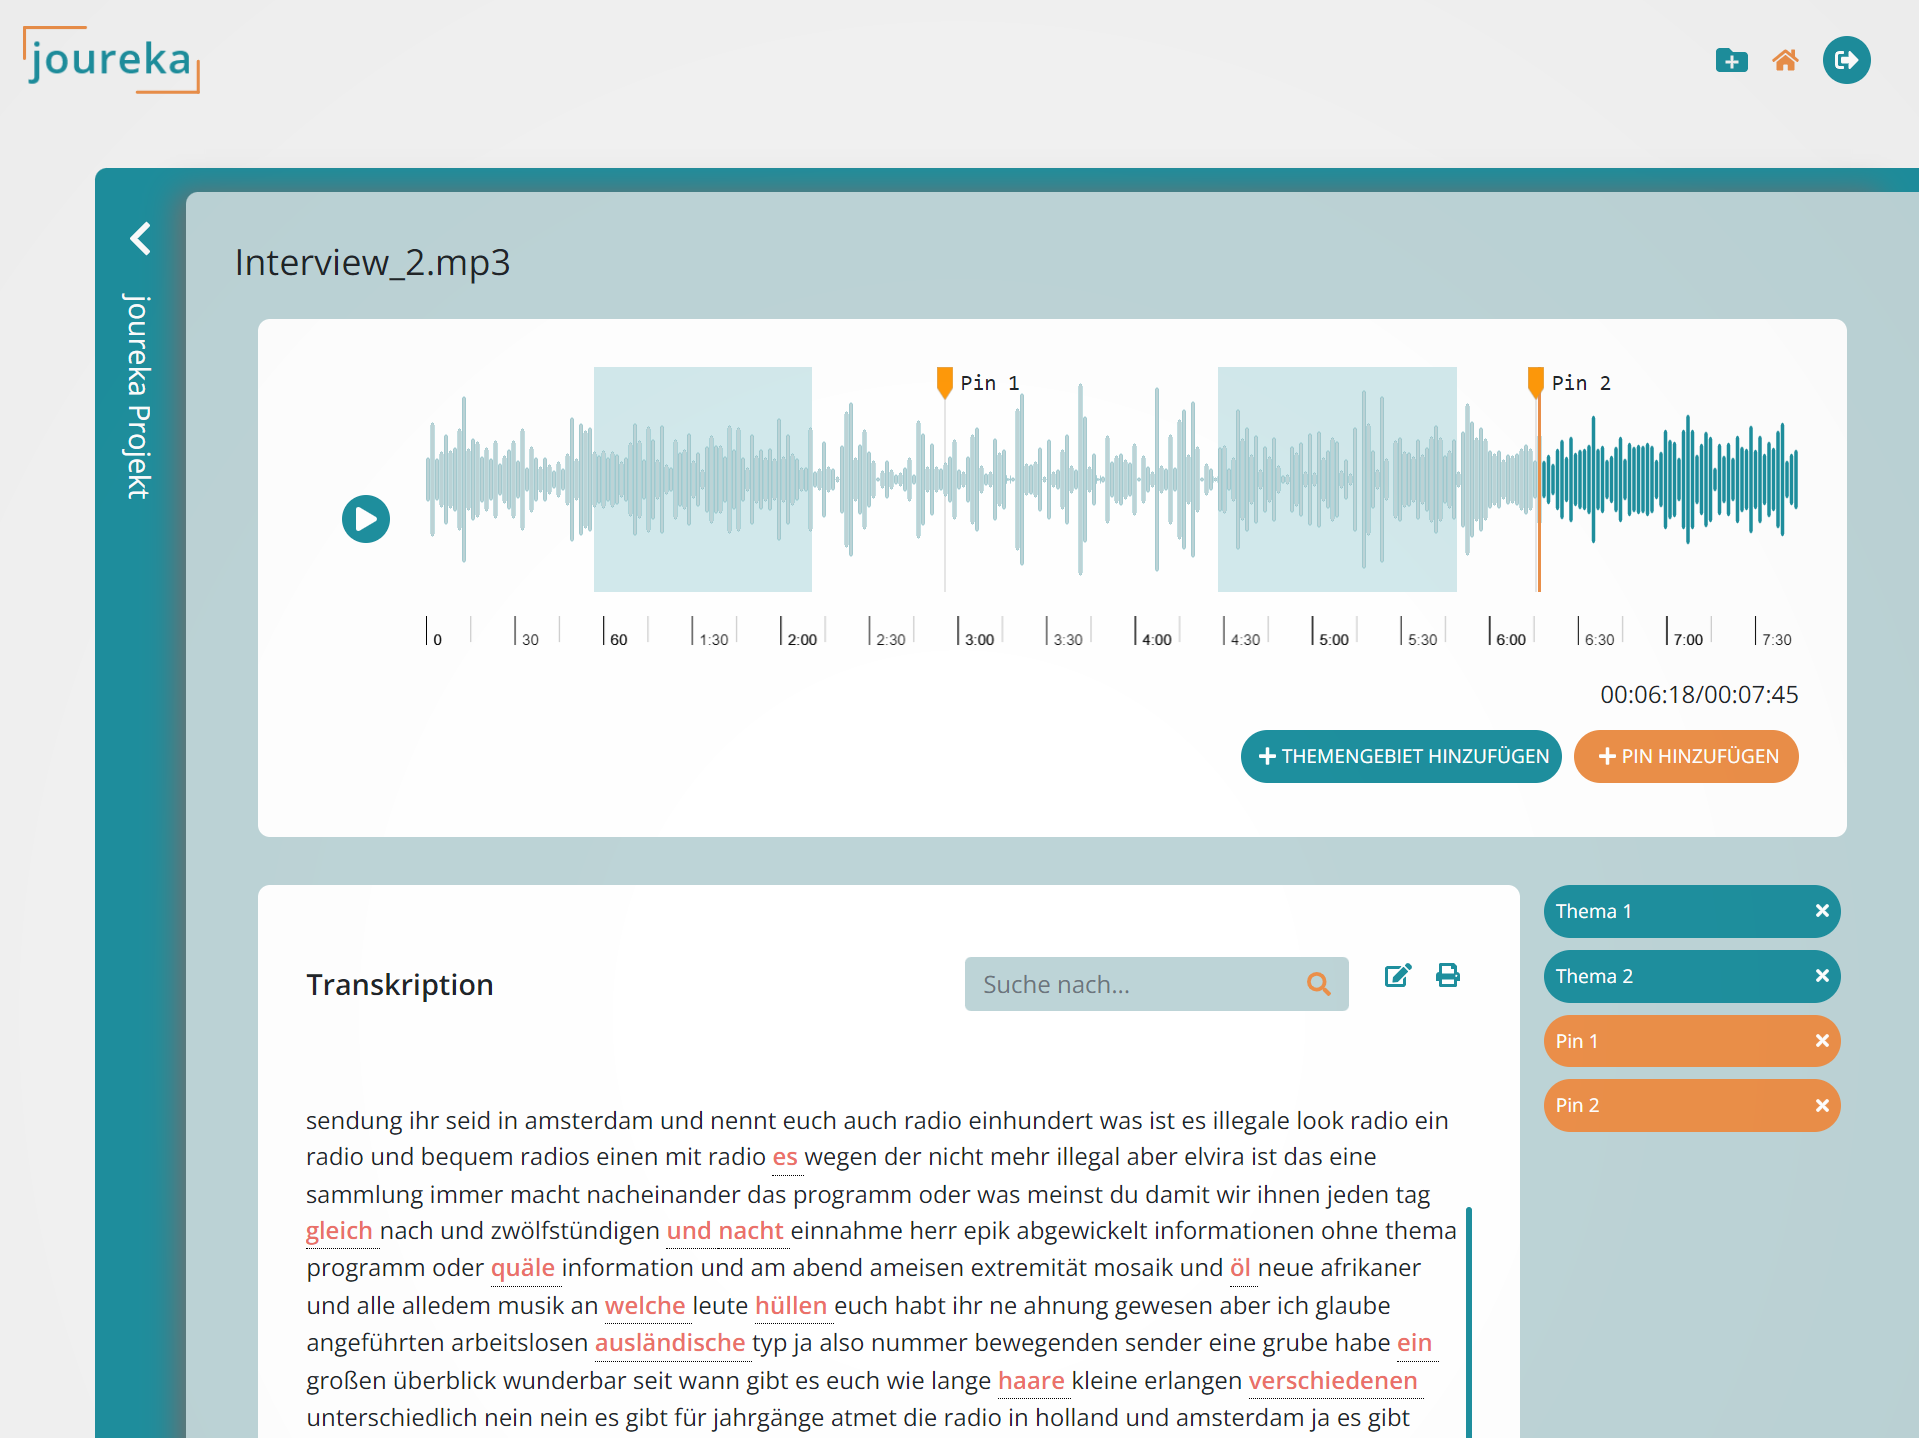 joureka
joureka Projekt
Interview_2.mp3
Pin 1
Pin 2
0 30 60 1:30 2:00 2:30 3:00 3:30 4:00 4:30 5:00 5:30 6:00 6:30 7:00 7:30
00:06:18/00:07:45
THEMENGEBIET HINZUFÜGEN
PIN HINZUFÜGEN
Transkription
Suche nach...
sendung ihr seid in amsterdam und nennt euch auch radio einhundert was ist es illegale look radio ein
radio und bequem radios einen mit radio es wegen der nicht mehr illegal aber elvira ist das eine
sammlung immer macht nacheinander das programm oder was meinst du damit wir ihnen jeden tag
gleich nach und zwölfstündigen und nacht einnahme herr epik abgewickelt informationen ohne thema
programm oder quäle information und am abend ameisen extremität mosaik und öl neue afrikaner
und alle alledem musik an welche leute hüllen euch habt ihr ne ahnung gewesen aber ich glaube
angeführten arbeitslosen ausländische typ ja also nummer bewegenden sender eine grube habe ein
großen überblick wunderbar seit wann gibt es euch wie lange haare kleine erlangen verschiedenen
unterschiedlich nein nein es gibt für jahrgänge atmet die radio in holland und amsterdam ja es gibt
Thema 1
Thema 2
Pin 1
Pin 2